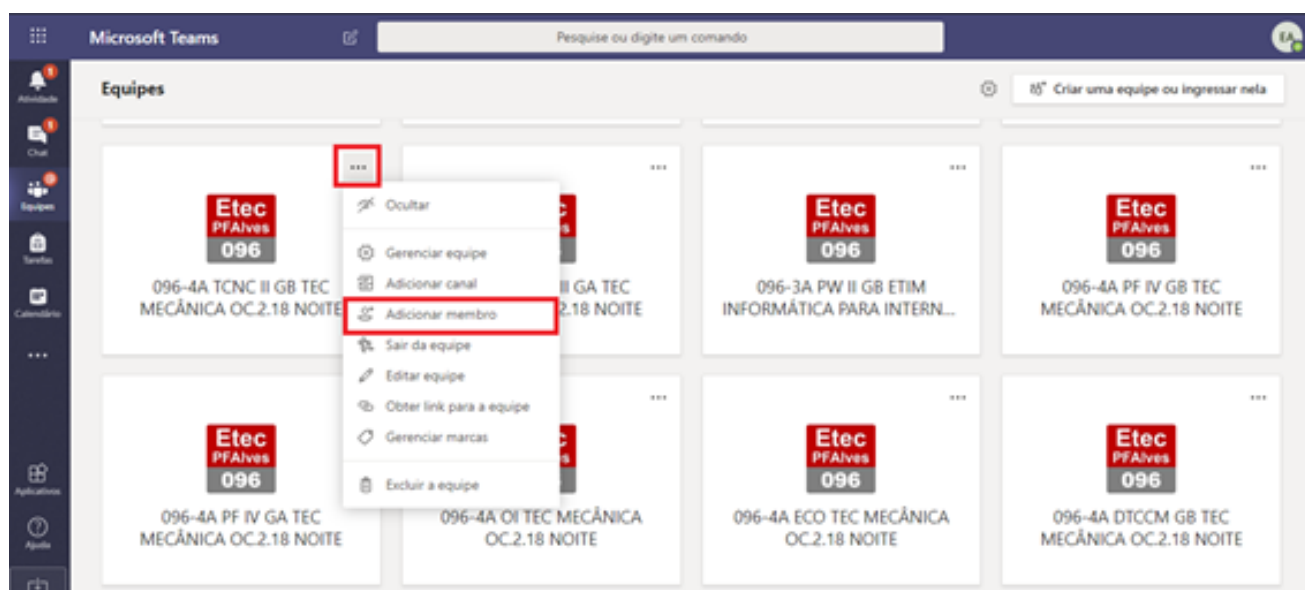 Microsoft Teams
Pesquise ou digite um comando
EA
Atividade
Chat
Equipes
Tarefas
Calendário
Aplicativos
Ajuda
Equipes
Criar uma equipe ou ingressar nela
Etec
PFAlves
096
096-4A TCNC II GB TEC
MECÂNICA OC.2.18 NOITE
Ocultar
Gerenciar equipe
Adicionar canal
Adicionar membro
Sair da equipe
Editar equipe
Obter link para a equipe
Gerenciar marcas
Excluir a equipe
II GA TEC
2.18 NOITE
Etec
PFAlves
096
096-3A PW II GB ETIM
INFORMÁTICA PARA INTERN...
Etec
PFAlves
096
096-4A PF IV GB TEC
MECÂNICA OC.2.18 NOITE
Etec
PFAlves
096
096-4A PF IV GA TEC
MECÂNICA OC.2.18 NOITE
096-4A OI TEC MECÂNICA
OC.2.18 NOITE
Etec
PFAlves
096
096-4A ECO TEC MECÂNICA
OC.2.18 NOITE
Etec
PFAlves
096
096-4A DTCCM GB TEC
MECÂNICA OC.2.18 NOITE